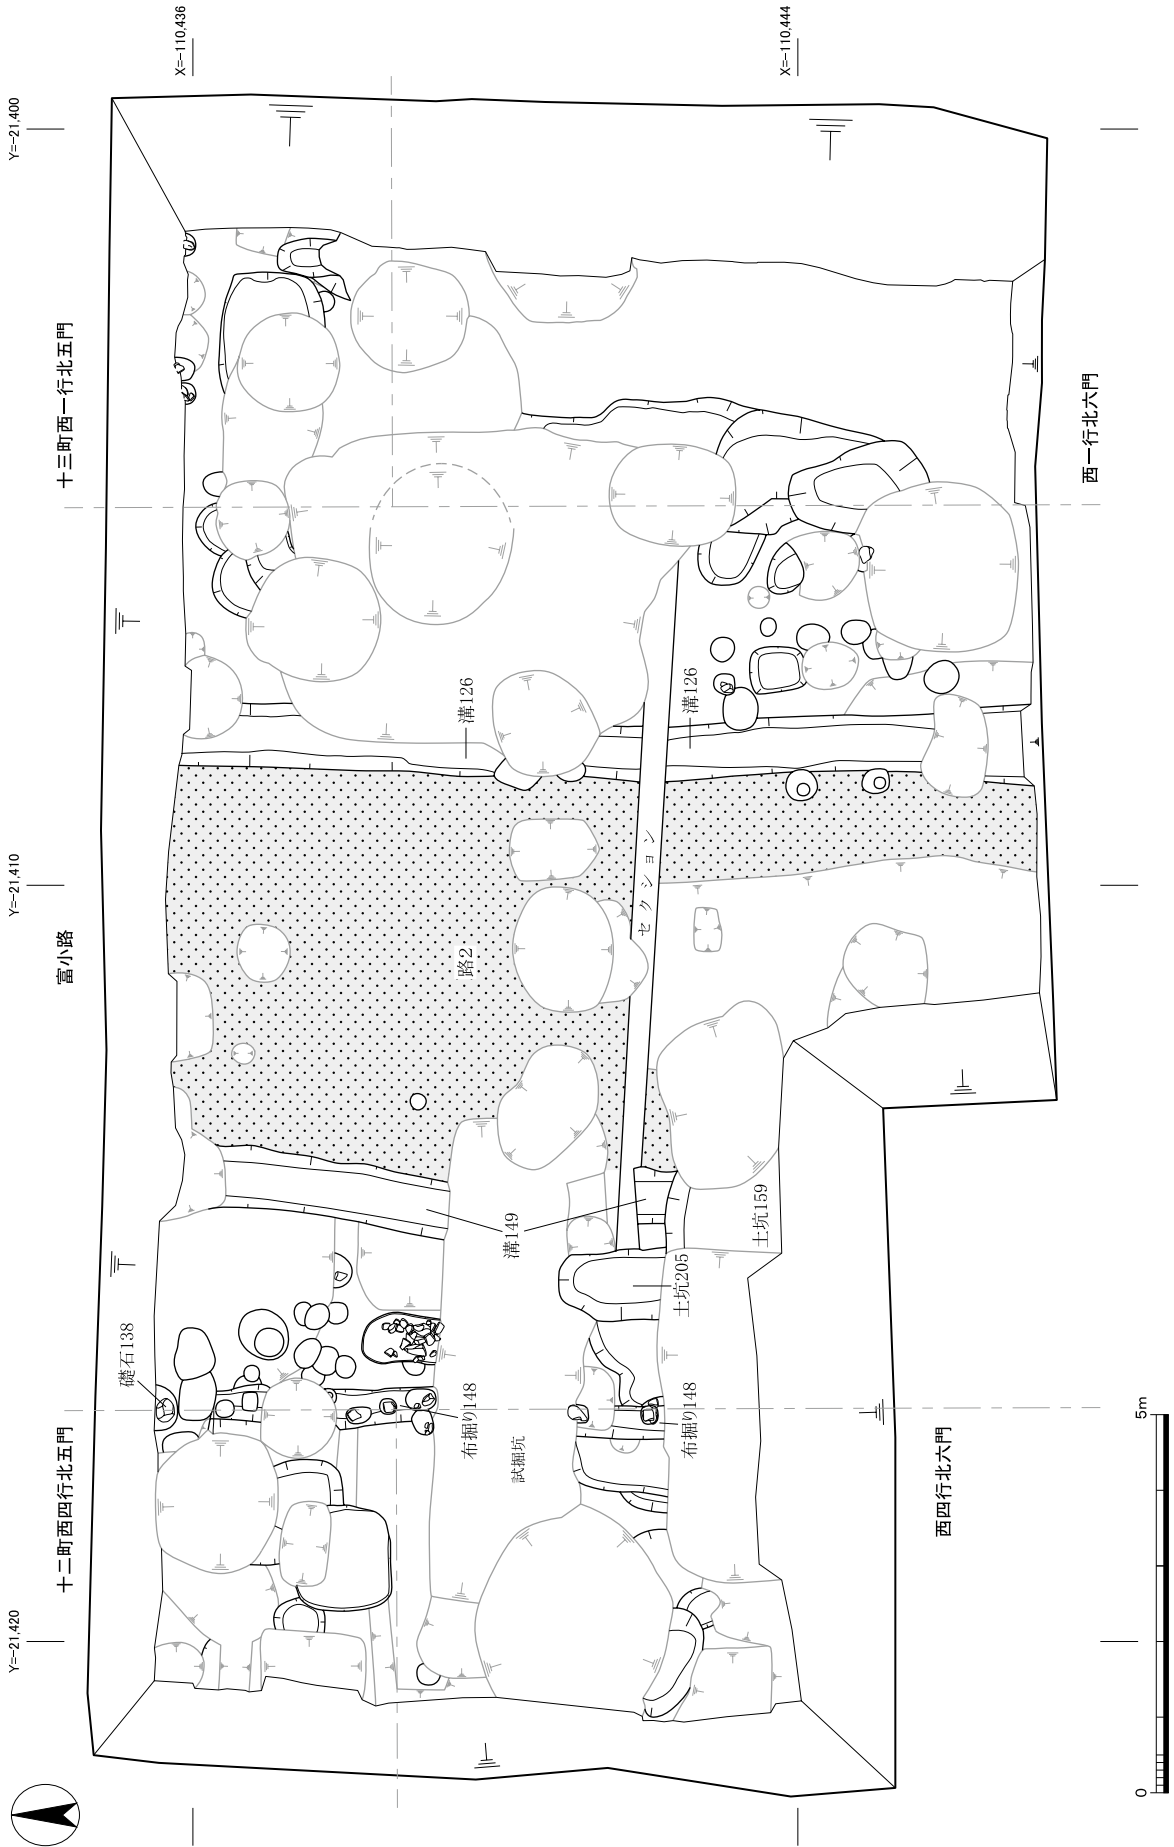 X=-110,436
X=-110,444
Y=-21,400
Y=-21,410
Y=-21,420
十三町西一行北五門
西一行北六門
富小路
十二町西四行北五門
西四行北六門
溝126
溝126
セクション
路2
溝149
土坑159
土坑205
礎石138
布掘り148
布掘り148
試掘坑
0
5m